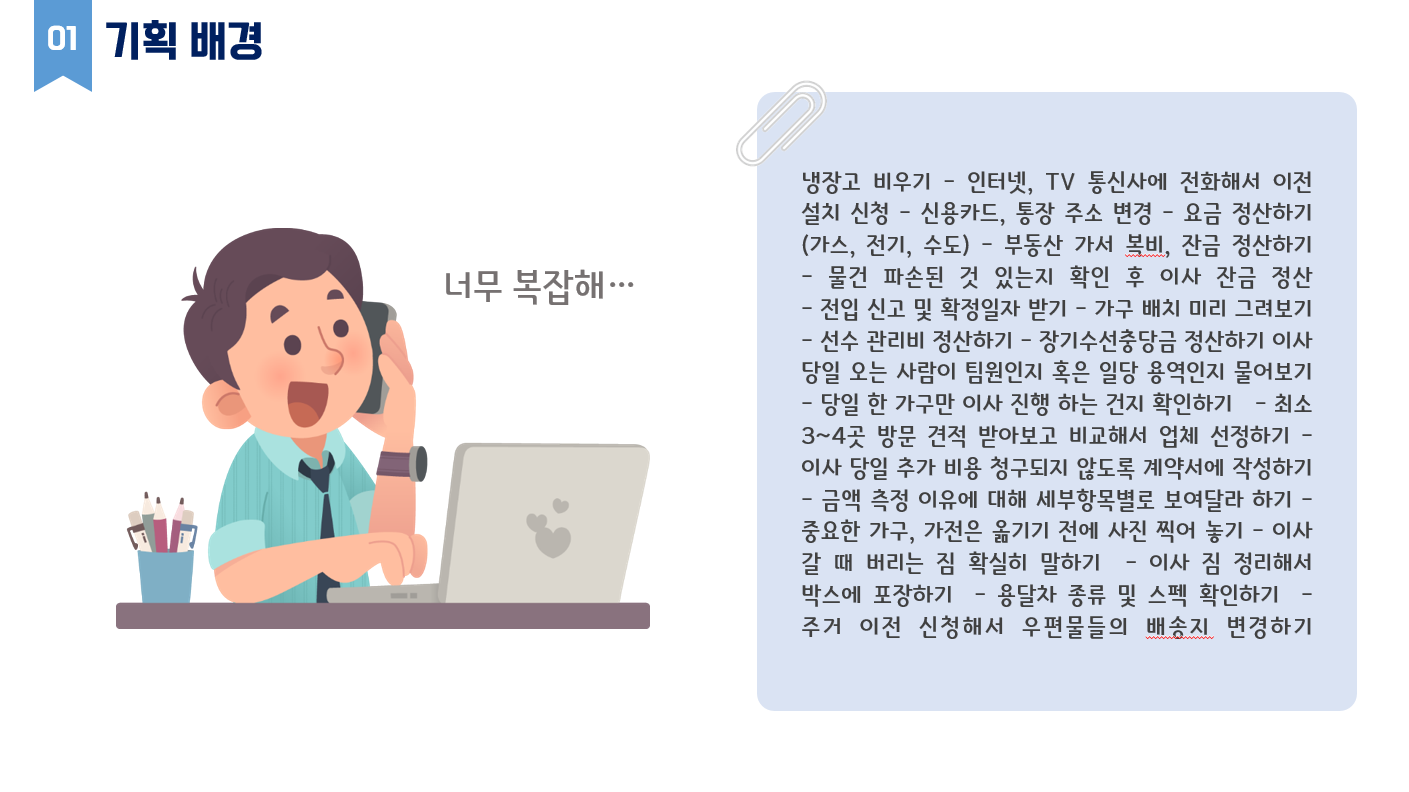 01
기획 배경
너무 복잡해…
냉장고 비우기 - 인터넷, TV 통신사에 전화해서 이전
설치 신청 - 신용카드, 통장 주소 변경 - 요금 정산하기
(가스, 전기, 수도) - 부동산 가서 복비, 잔금 정산하기
- 물건 파손된 것 있는지 확인 후 이사 잔금 정산
- 전입 신고 및 확정일자 받기 - 가구 배치 미리 그려보기
- 선수 관리비 정산하기 - 장기수선충당금 정산하기 이사
당일 오는 사람이 팀원인지 혹은 일당 용역인지 물어보기
- 당일 한 가구만 이사 진행 하는 건지 확인하기 - 최소
3~4곳 방문 견적 받아보고 비교해서 업체 선정하기 -
이사 당일 추가 비용 청구되지 않도록 계약서에 작성하기
- 금액 측정 이유에 대해 세부항목별로 보여달라 하기 -
중요한 가구, 가전은 옮기기 전에 사진 찍어 놓기 - 이사
갈 때 버리는 짐 확실히 말하기 - 이사 짐 정리해서
박스에 포장하기 - 용달차 종류 및 스펙 확인하기 -
주거 이전 신청해서 우편물들의 배송지 변경하기